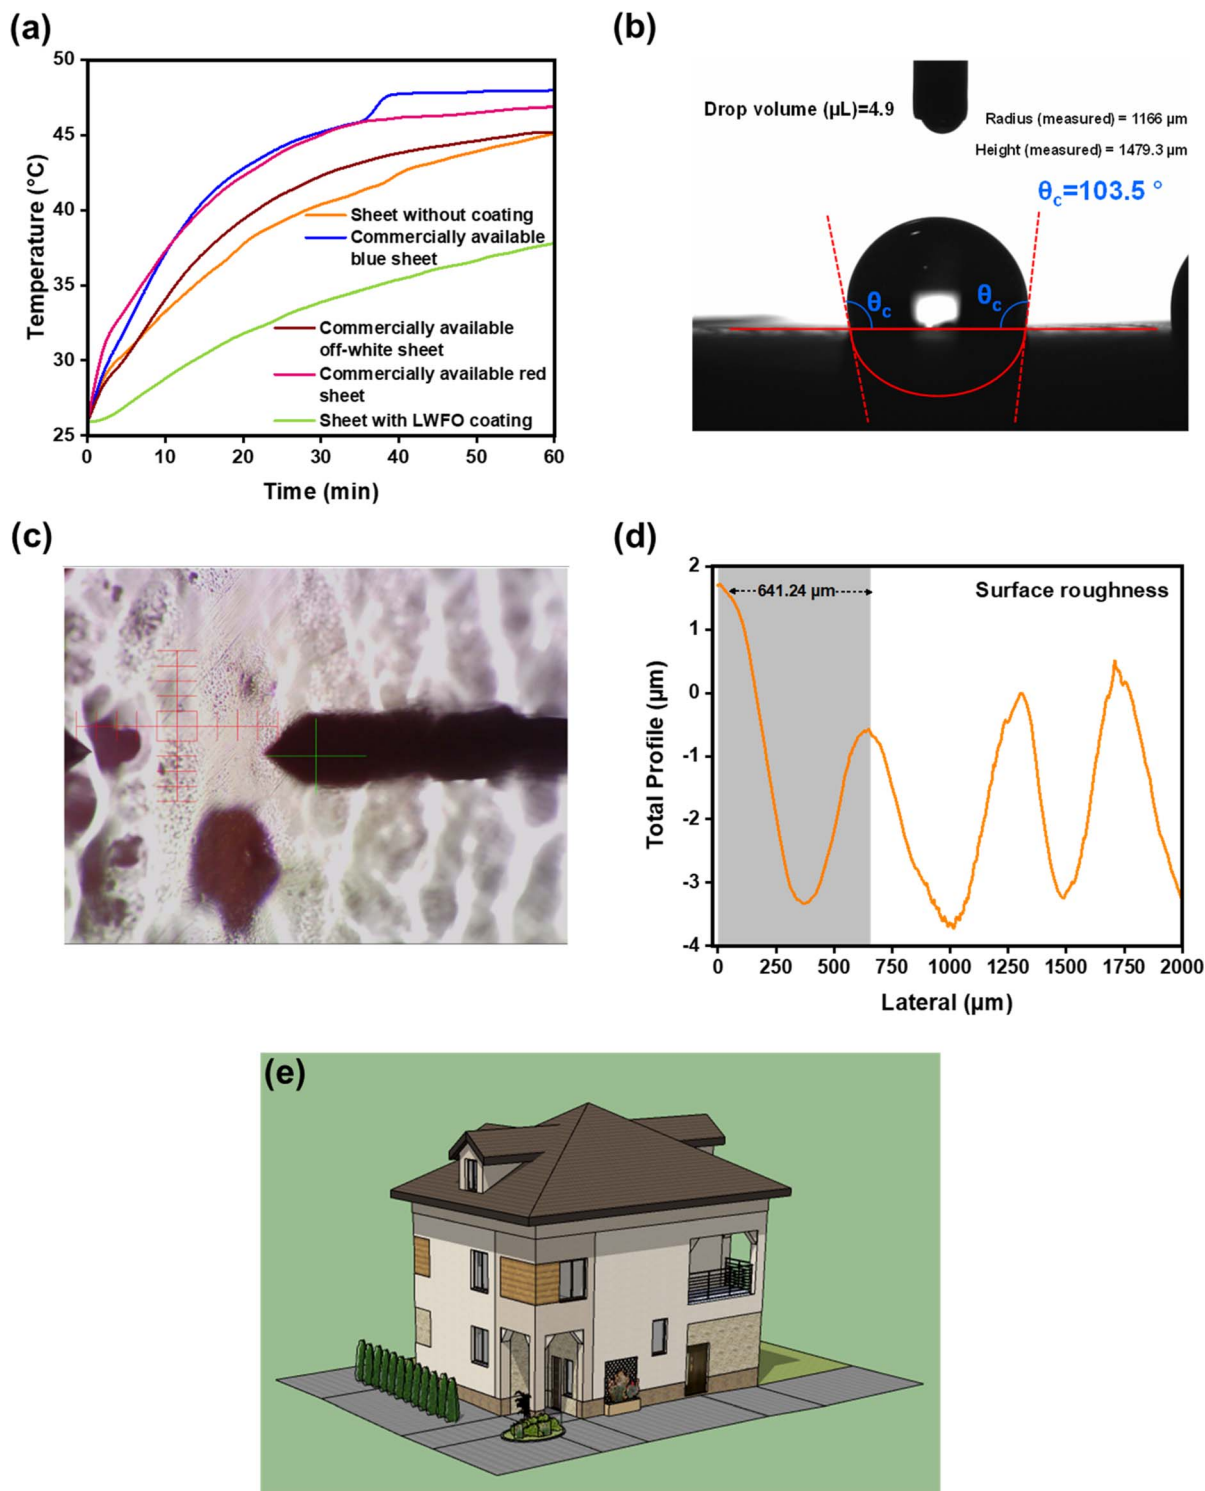 (a)
50
45
40
35
30
25
Temperature (°C)
0
10
20
30
40
50
60
Time (min)
Sheet without coating
Commercially available
blue sheet
Commercially available
off-white sheet
Commercially available red
sheet
Sheet with LWFO coating
(b)
Drop volume (µL)=4.9
Radius (measured) = 1166 µm
Height (measured) = 1479.3 µm
θc=103.5 °
θc
θc
(c)
(d)
2
1
0
-1
-2
-3
-4
Total Profile (µm)
641.24 µm
Surface roughness
0
250
500
750
1000
1250
1500
1750
2000
Lateral (µm)
(e)